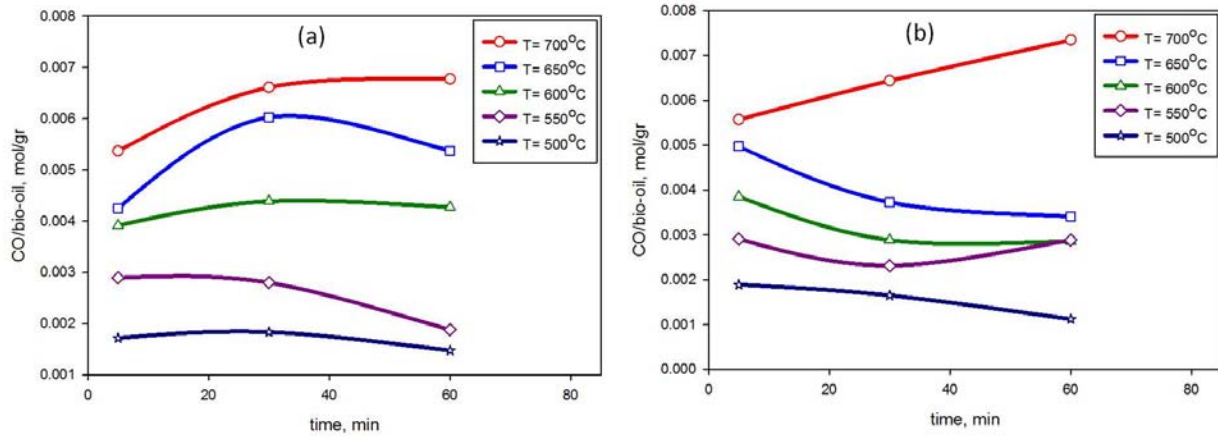 (a)
CO/bio-oil, mol/gr
0.008
0.007
0.006
0.005
0.004
0.003
0.002
0.001
0 20 40 60 80
time, min
T= 700°C
T= 650°C
T= 600°C
T= 550°C
T= 500°C
(b)
CO/bio-oil, mol/gr
0.008
0.007
0.006
0.005
0.004
0.003
0.002
0.001
0.000
0 20 40 60 80
time, min
T= 700°C
T= 650°C
T= 600°C
T= 550°C
T= 500°C